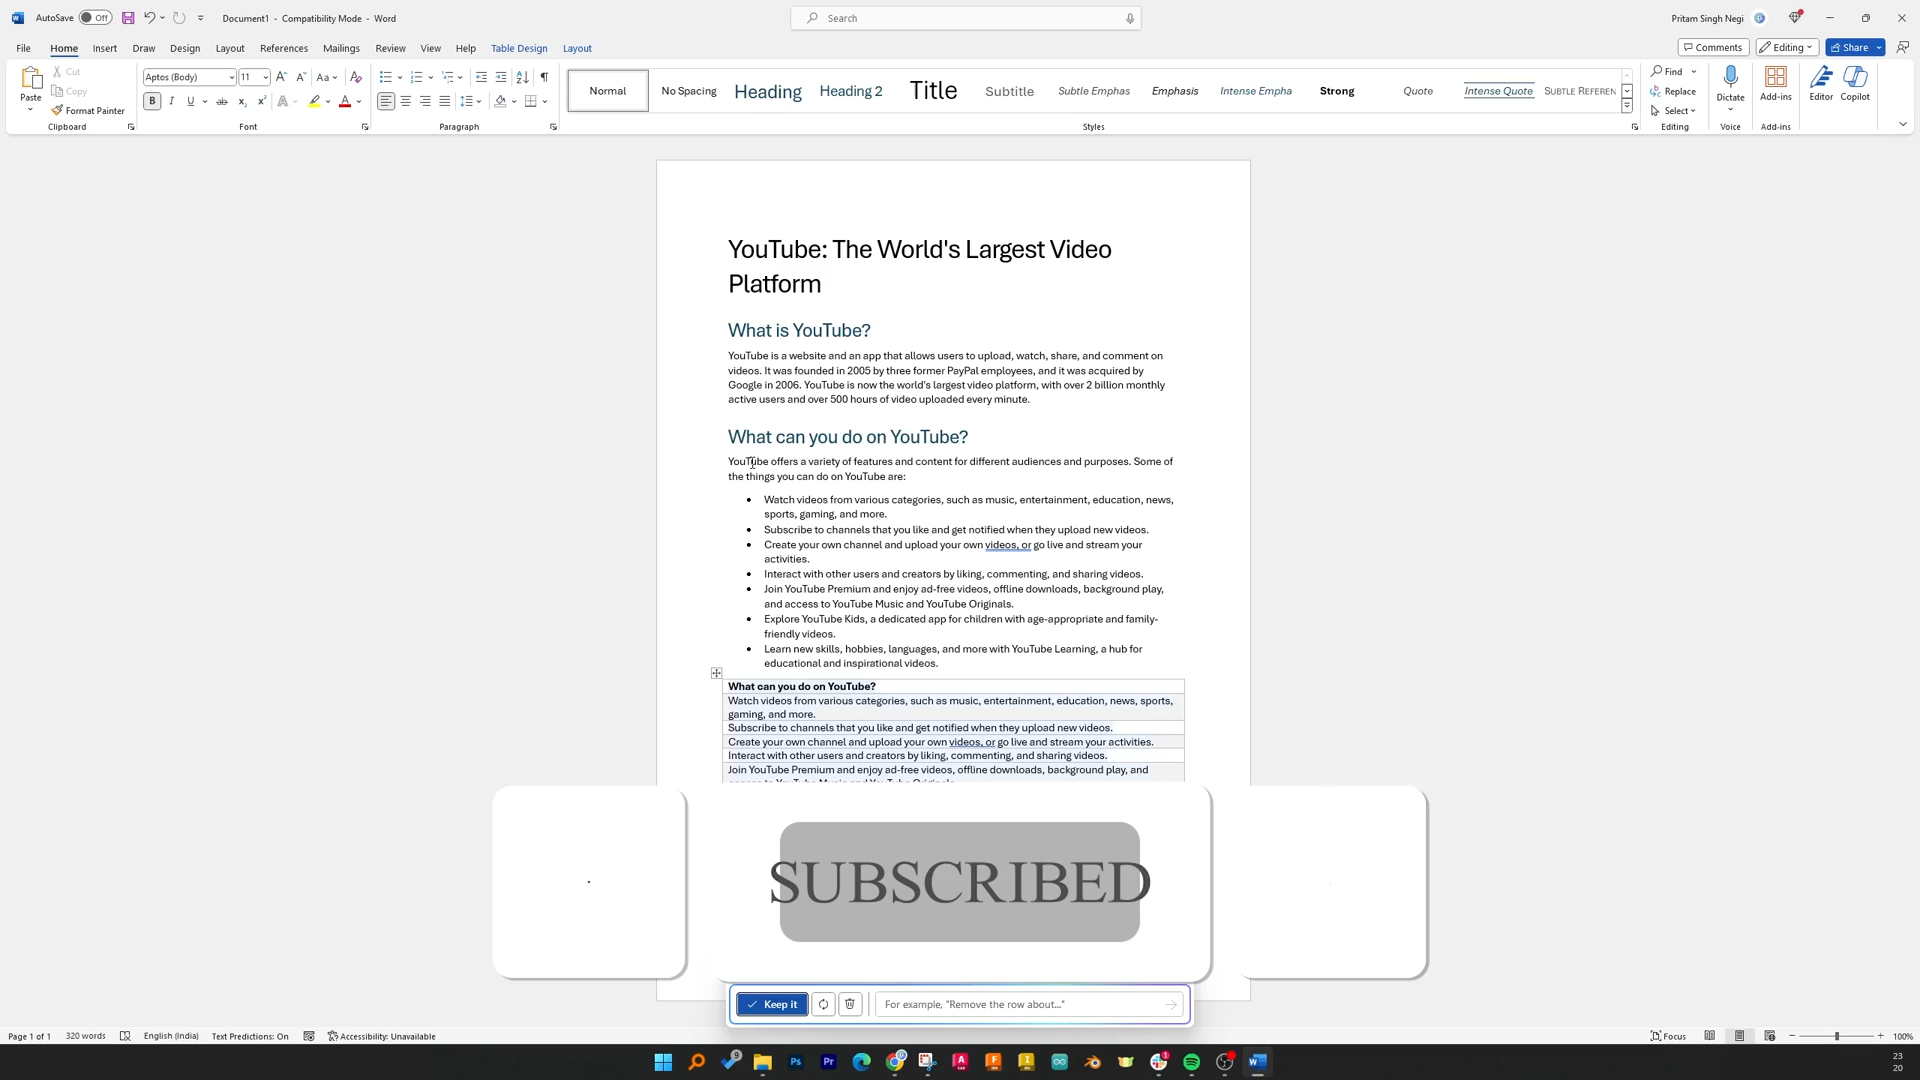 AutoSave Off Document1 - Compatibility Mode - Word Search Pritam Singh Negi
File Home Insert Draw Design Layout References Mailings Review View Help Table Design Layout Comments Editing Share
Paste Cut Copy Format Painter
Clipboard
Aptos (Body) 11 Aa
B I U ab x₂ x² A A
Font
Paragraph
Normal No Spacing Heading Heading 2 Title Subtitle Subtle Emphas Emphasis Intense Empha Strong Quote Intense Quote SUBTLE REFEREN
Styles
Find
Replace
Select
Editing
Dictate
Voice
Add-ins
Add-ins
Editor Copilot
YouTube: The World's Largest Video
Platform
What is YouTube?
YouTube is a website and an app that allows users to upload, watch, share, and comment on
videos. It was founded in 2005 by three former PayPal employees, and it was acquired by
Google in 2006. YouTube is now the world's largest video platform, with over 2 billion monthly
active users and over 500 hours of video uploaded every minute.
What can you do on YouTube?
YouTube offers a variety of features and content for different audiences and purposes. Some of
the things you can do on YouTube are:
• Watch videos from various categories, such as music, entertainment, education, news,
sports, gaming, and more.
• Subscribe to channels that you like and get notified when they upload new videos.
• Create your own channel and upload your own videos, or go live and stream your
activities.
• Interact with other users and creators by liking, commenting, and sharing videos.
• Join YouTube Premium and enjoy ad-free videos, offline downloads, background play,
and access to YouTube Music and YouTube Originals.
• Explore YouTube Kids, a dedicated app for children with age-appropriate and family-
friendly videos.
• Learn new skills, hobbies, languages, and more with YouTube Learning, a hub for
educational and inspirational videos.
What can you do on YouTube?
Watch videos from various categories, such as music, entertainment, education, news, sports,
gaming, and more.
Subscribe to channels that you like and get notified when they upload new videos.
Create your own channel and upload your own videos, or go live and stream your activities.
Interact with other users and creators by liking, commenting, and sharing videos.
Join YouTube Premium and enjoy ad-free videos, offline downloads, background play, and
SUBSCRIBED
Keep it For example, "Remove the row about..."
Page 1 of 1 320 words English (India) Text Predictions: On Accessibility: Unavailable Focus 100%
23
20